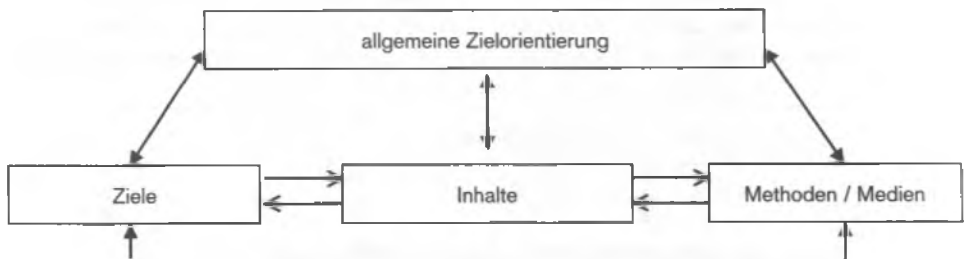 allgemeine Zielorientierung
Ziele
Inhalte
Methoden / Medien